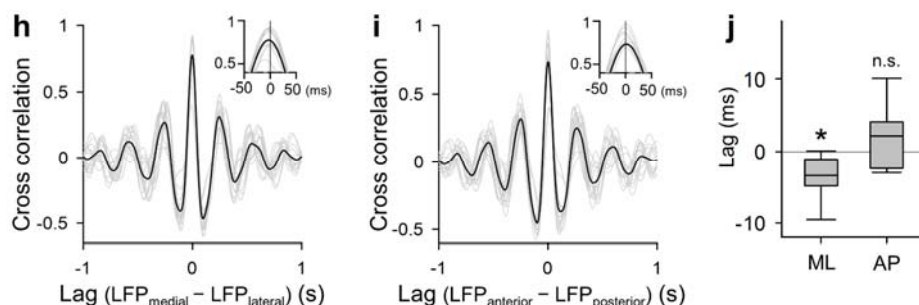 h
Cross correlation
1
0.5
0
-0.5
-1
0
1
Lag (LFPmedial – LFPlateral) (s)
1
0.5
-50
0
50
(ms)
i
Cross correlation
1
0.5
0
-0.5
-1
0
1
Lag (LFPanterior – LFPposterior) (s)
1
0.5
-50
0
50
(ms)
j
Lag (ms)
10
0
-10
*
n.s.
ML
AP